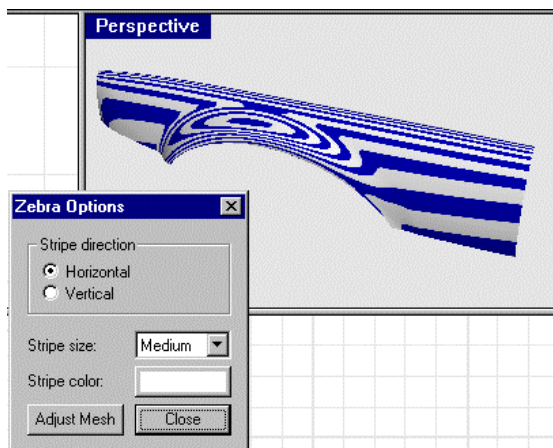 Perspective
Zebra Options
Stripe direction
Horizontal
Vertical
Stripe size: Medium
Stripe color:
Adjust Mesh Close